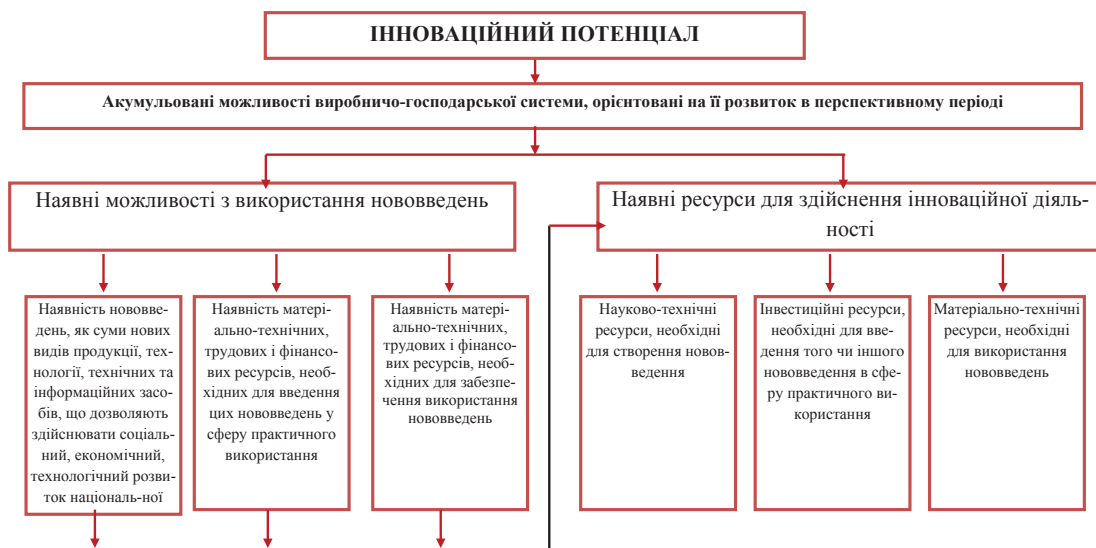 ІННОВАЦІЙНИЙ ПОТЕНЦІАЛ
Акумульовані можливості виробничо-господарської системи, орієнтовані на її розвиток в перспективному періоді
Наявні можливості з використання нововведень
Наявні ресурси для здійснення інноваційної діяль-
ності
Наявність нововве-
день, як суми нових
видів продукції, тех-
нології, технічних та
інформаційних засо-
бів, що дозволяють
здійснювати соціаль-
ний, економічний,
технологічний розви-
ток національ-ної
Наявність матері-
ально-технічних,
трудових і фінансо-
вих ресурсів, необ-
хідних для введення
цих нововведень у
сферу практичного
використання
Наявність матері-
ально-технічних,
трудових і фінан-
сових ресурсів, необ-
хідних для забезпе-
чення використання
нововведень
Науково-технічні
ресурси, необхідні
для створення новов-
ведення
Інвестиційні ресурси,
необхідні для вве-
дення того чи іншого
нововведення в сфе-
ру практичного ви-
користання
Матеріально-технічні
ресурси, необхідні
для використання
нововведень